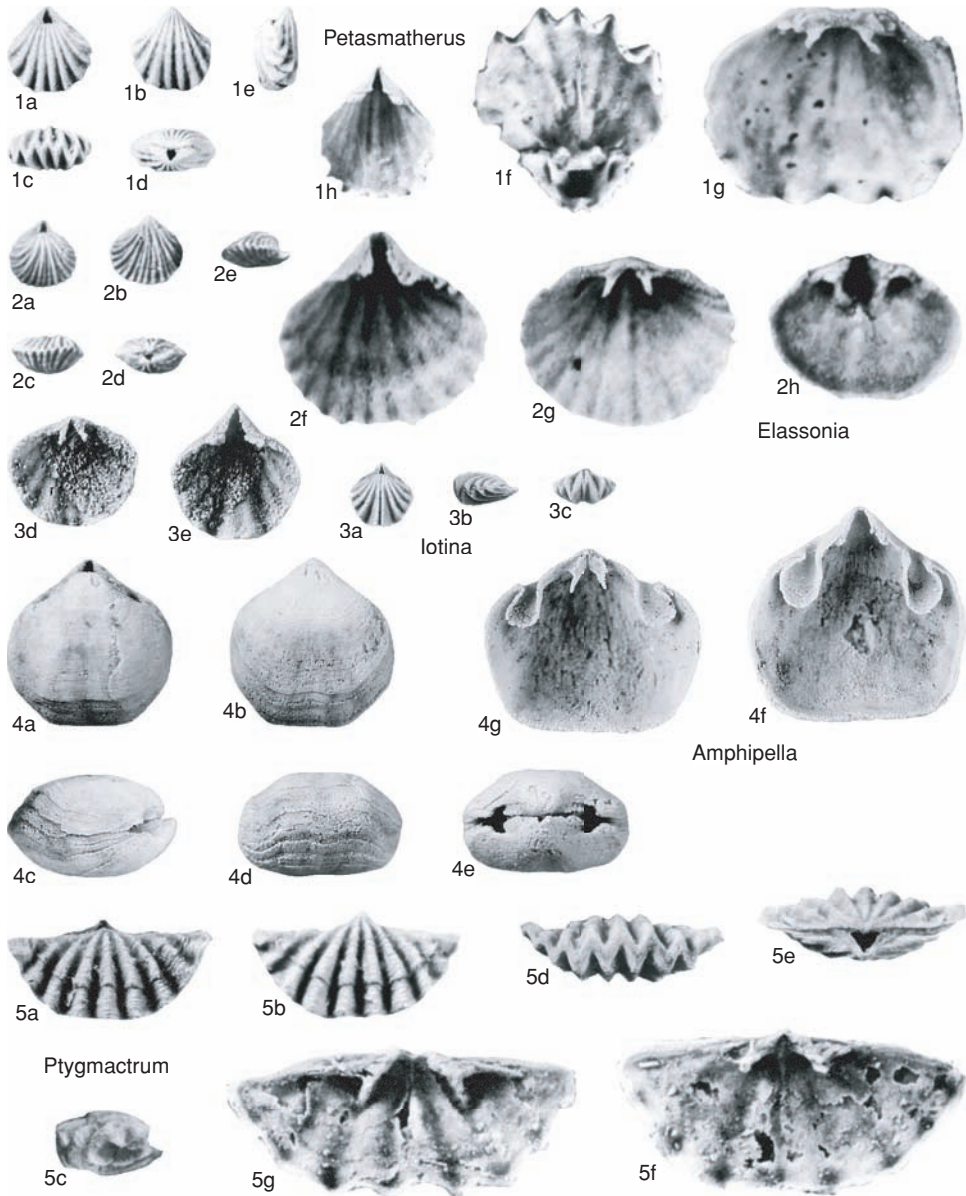 Petasmatherus
1a
1b
1e
1c
1d
1h
1f
1g
2a
2b
2e
2c
2d
2f
2g
2h
Elassonia
3d
3e
3a
3b
3c
Iotina
4a
4b
4g
4f
Amphipella
4c
4d
4e
5a
5b
5d
5e
Ptygmactrum
5c
5g
5f